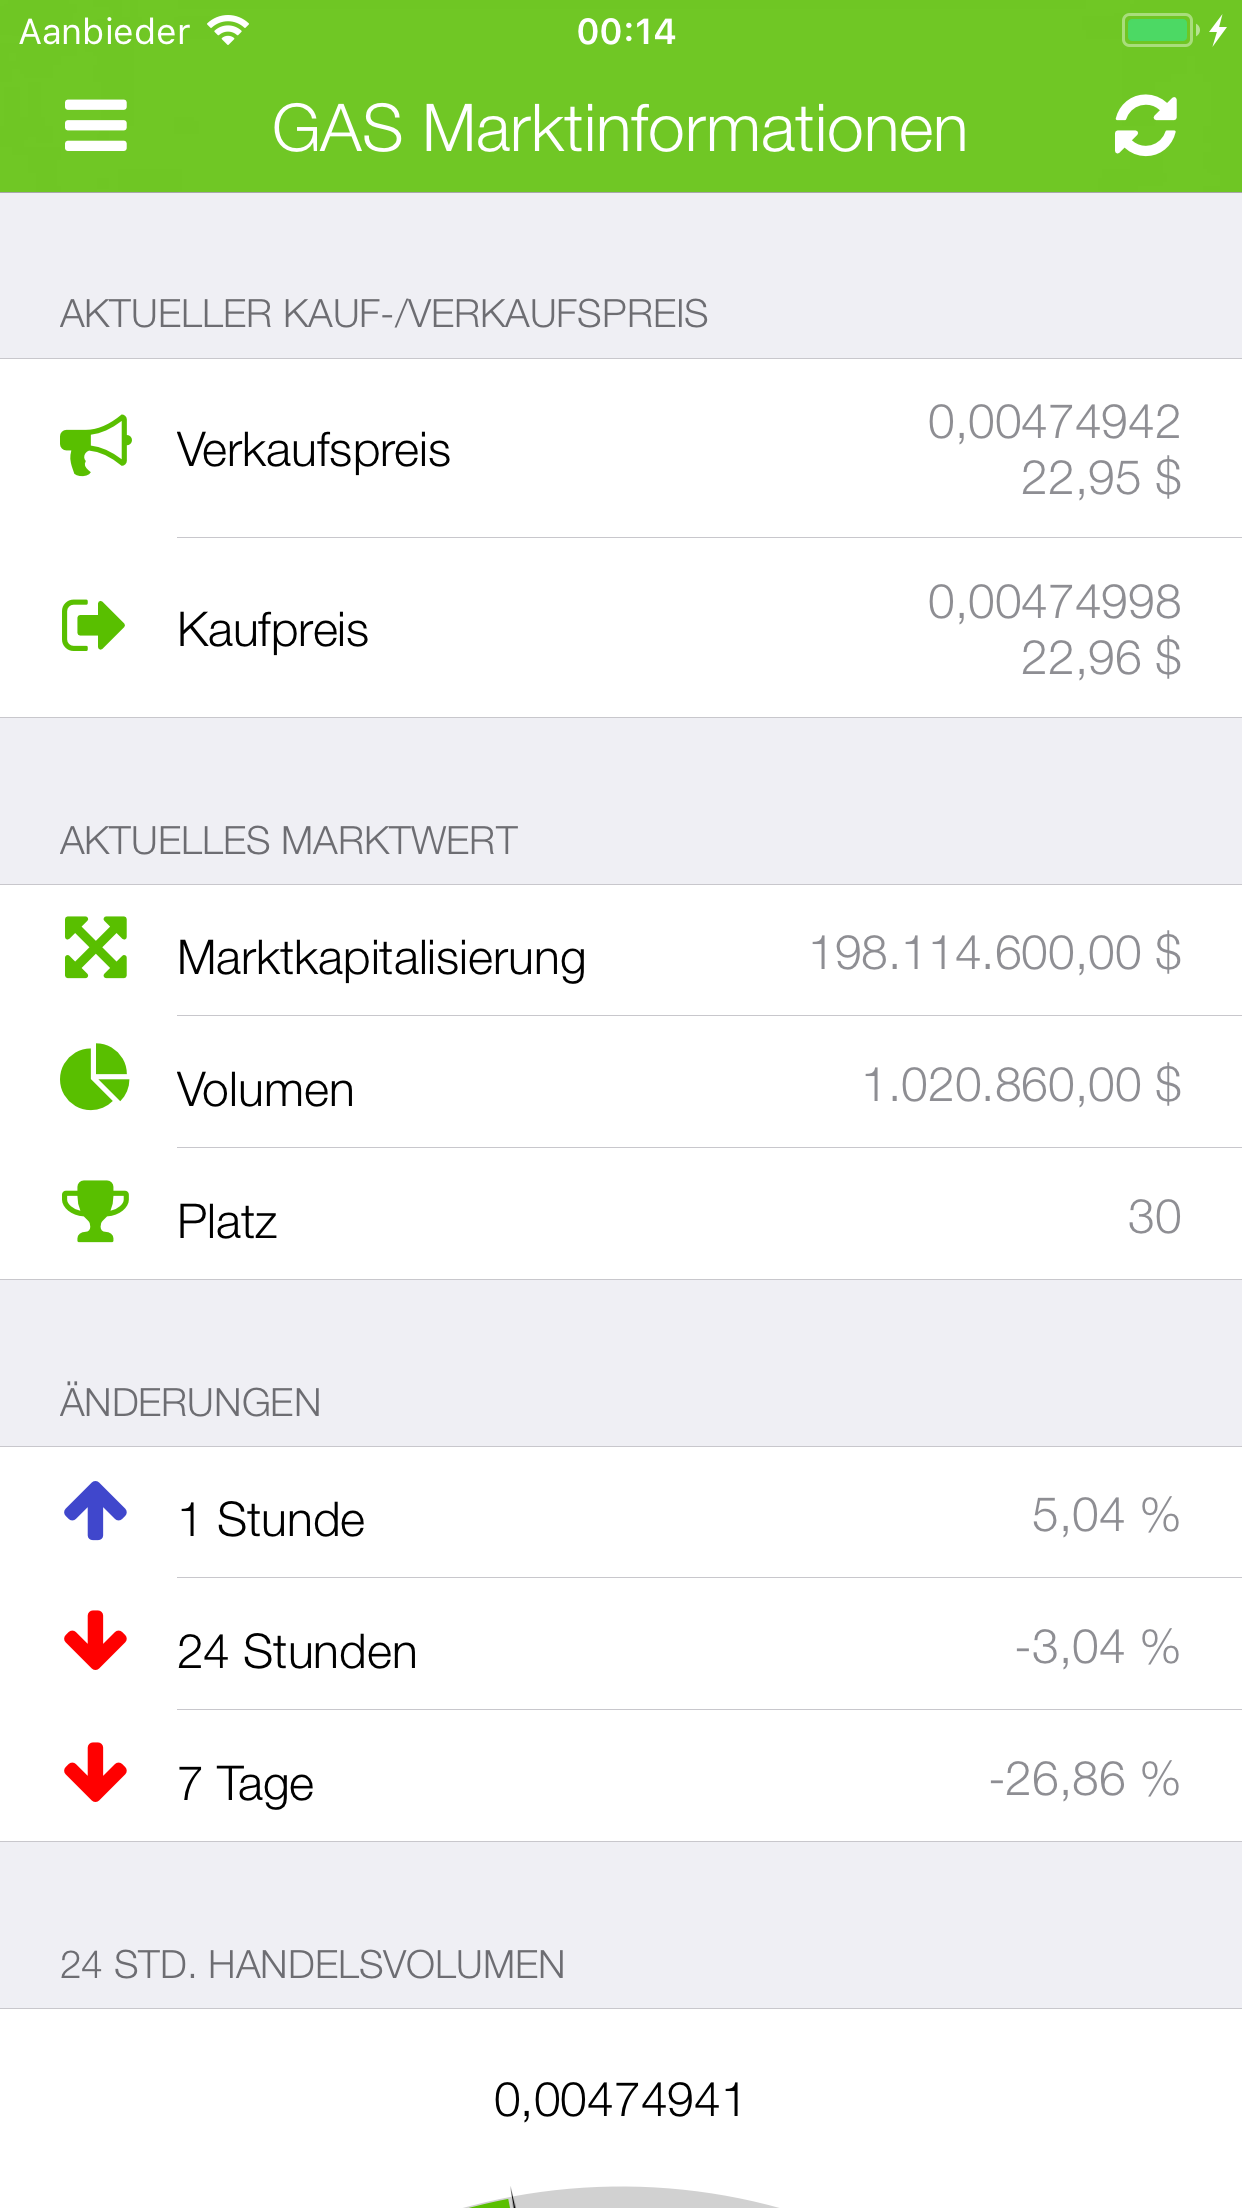 Aanbieder 00:14
GAS Marktinformationen
AKTUELLER KAUF-/VERKAUFSPREIS
Verkaufspreis
0,00474942
22,95 $
Kaufpreis
0,00474998
22,96 $
AKTUELLES MARKTWERT
Marktkapitalisierung 198.114.600,00 $
Volumen 1.020.860,00 $
Platz 30
ÄNDERUNGEN
1 Stunde 5,04 %
24 Stunden -3,04 %
7 Tage -26,86 %
24 STD. HANDELSVOLUMEN
0,00474941